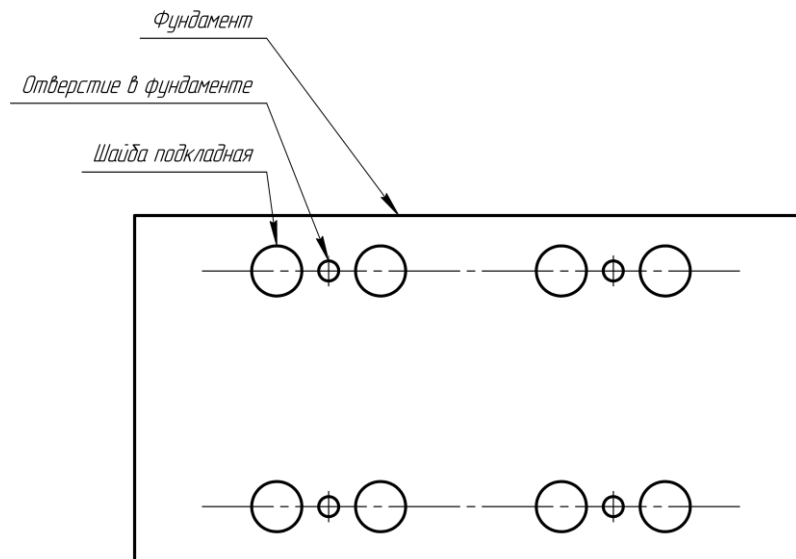 Фундамент
Отверстие в фундаменте
Шайба подкладная